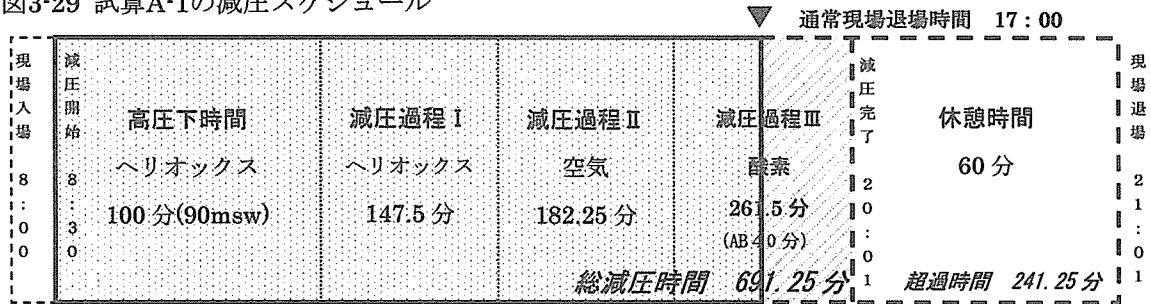 図3-29 試算A-1の減圧スケジュール
▼ 通常現場退場時間 17:00
現場入場 8:00
減圧開始 8:30
高圧下時間
ヘリオックス
100分(90msw)
減圧過程Ⅰ
ヘリオックス
147.5分
減圧過程Ⅱ
空気
182.25分
減圧過程Ⅲ
酸素
261.5分
(AB40分)
総減圧時間 691.25分
減圧完了 20:01
休憩時間
60分
超過時間 241.25分
現場退場 21:01